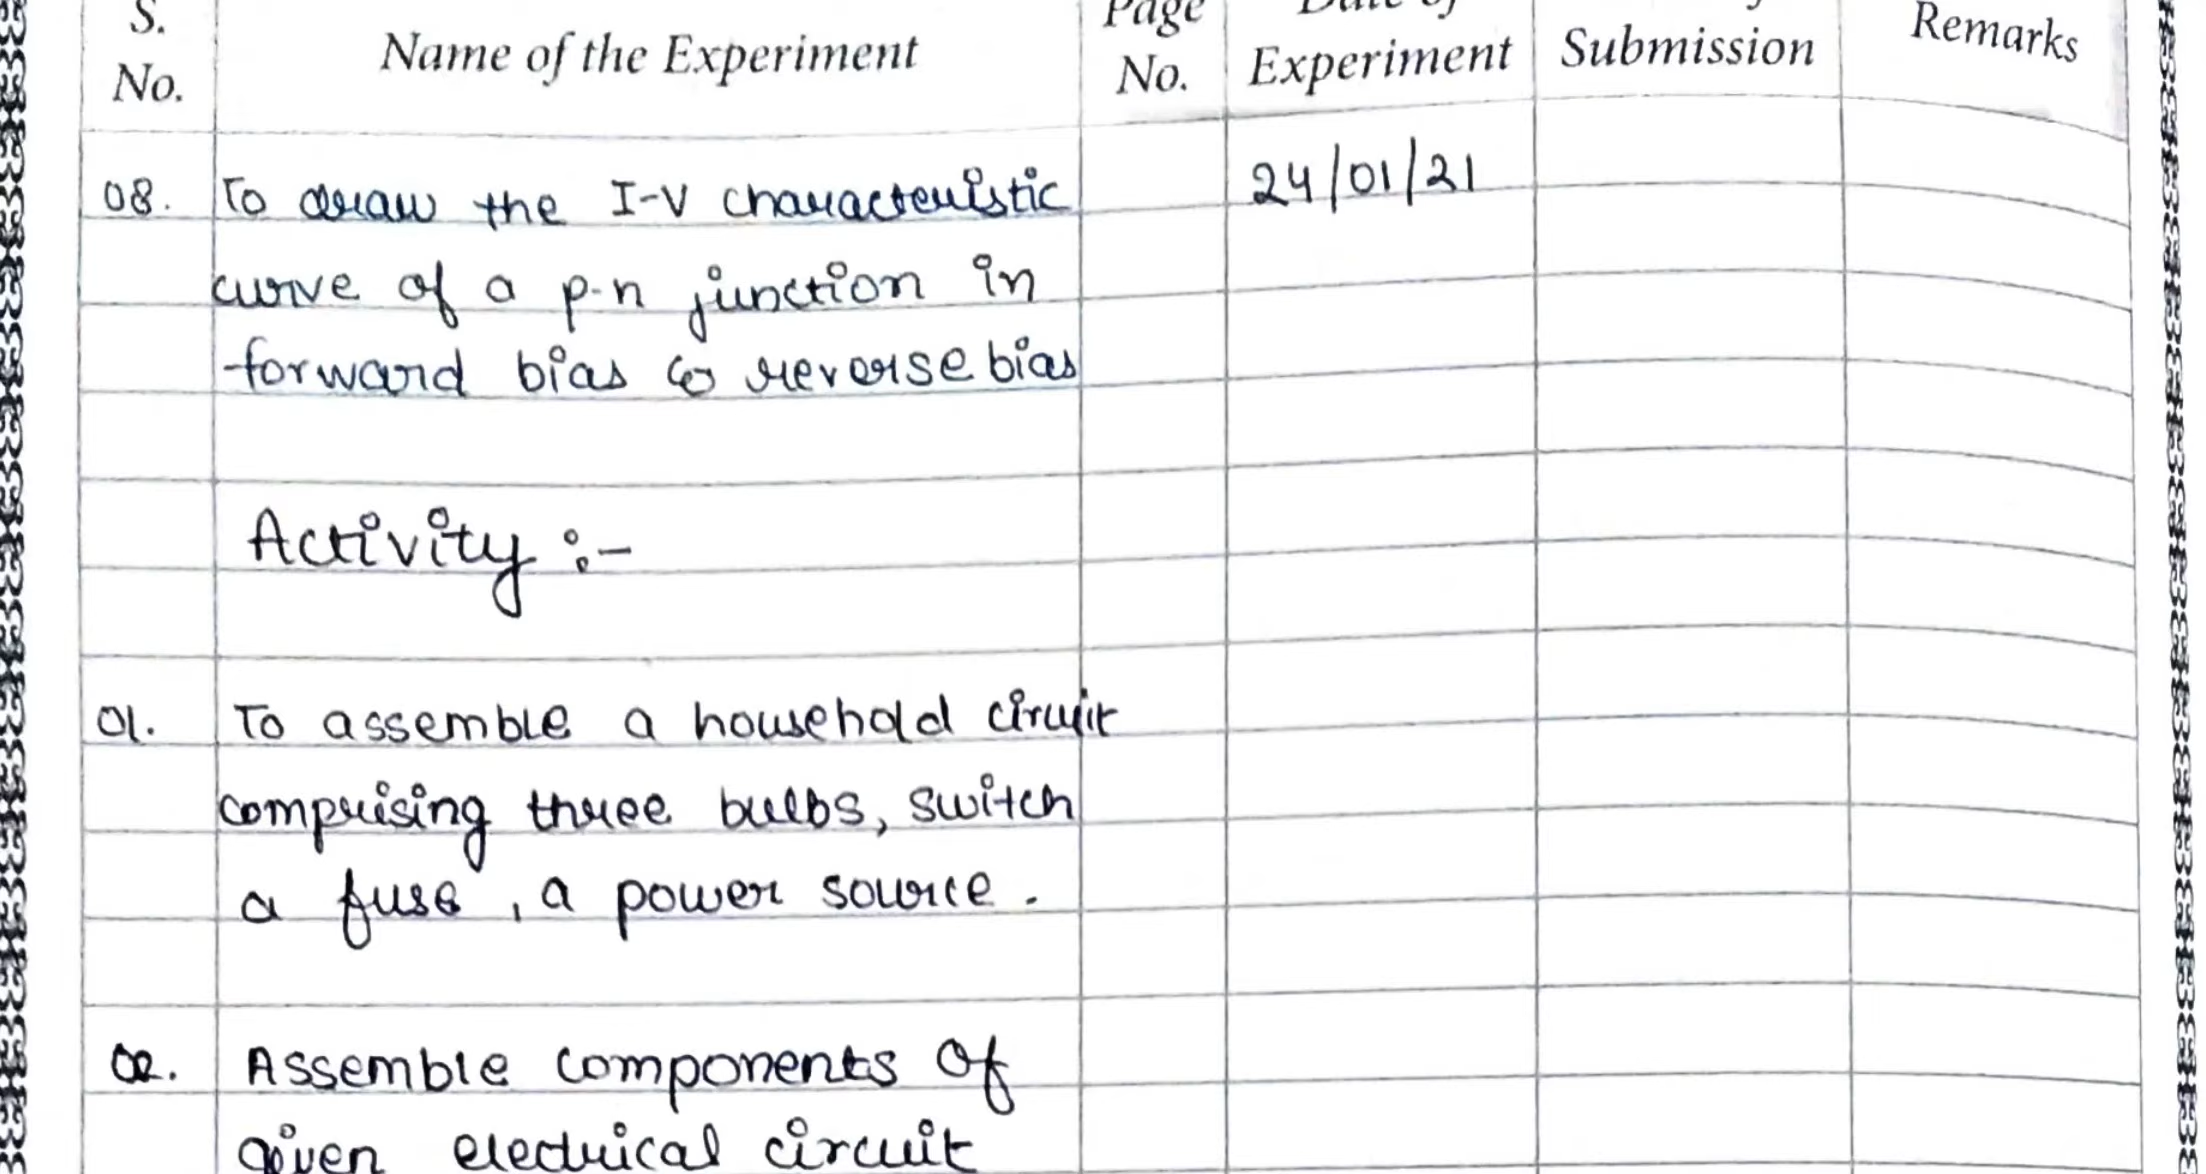 S. No. Name of the Experiment Page No. Experiment Submission Remarks
08. To draw the I-V characteristic 24/01/21
curve of a p-n junction in
forward bias & reverse bias
Activity :-
01. To assemble a household circuit
comprising three bulbs, switch
a fuse, a power source.
02. Assemble components of
given electrical circuit